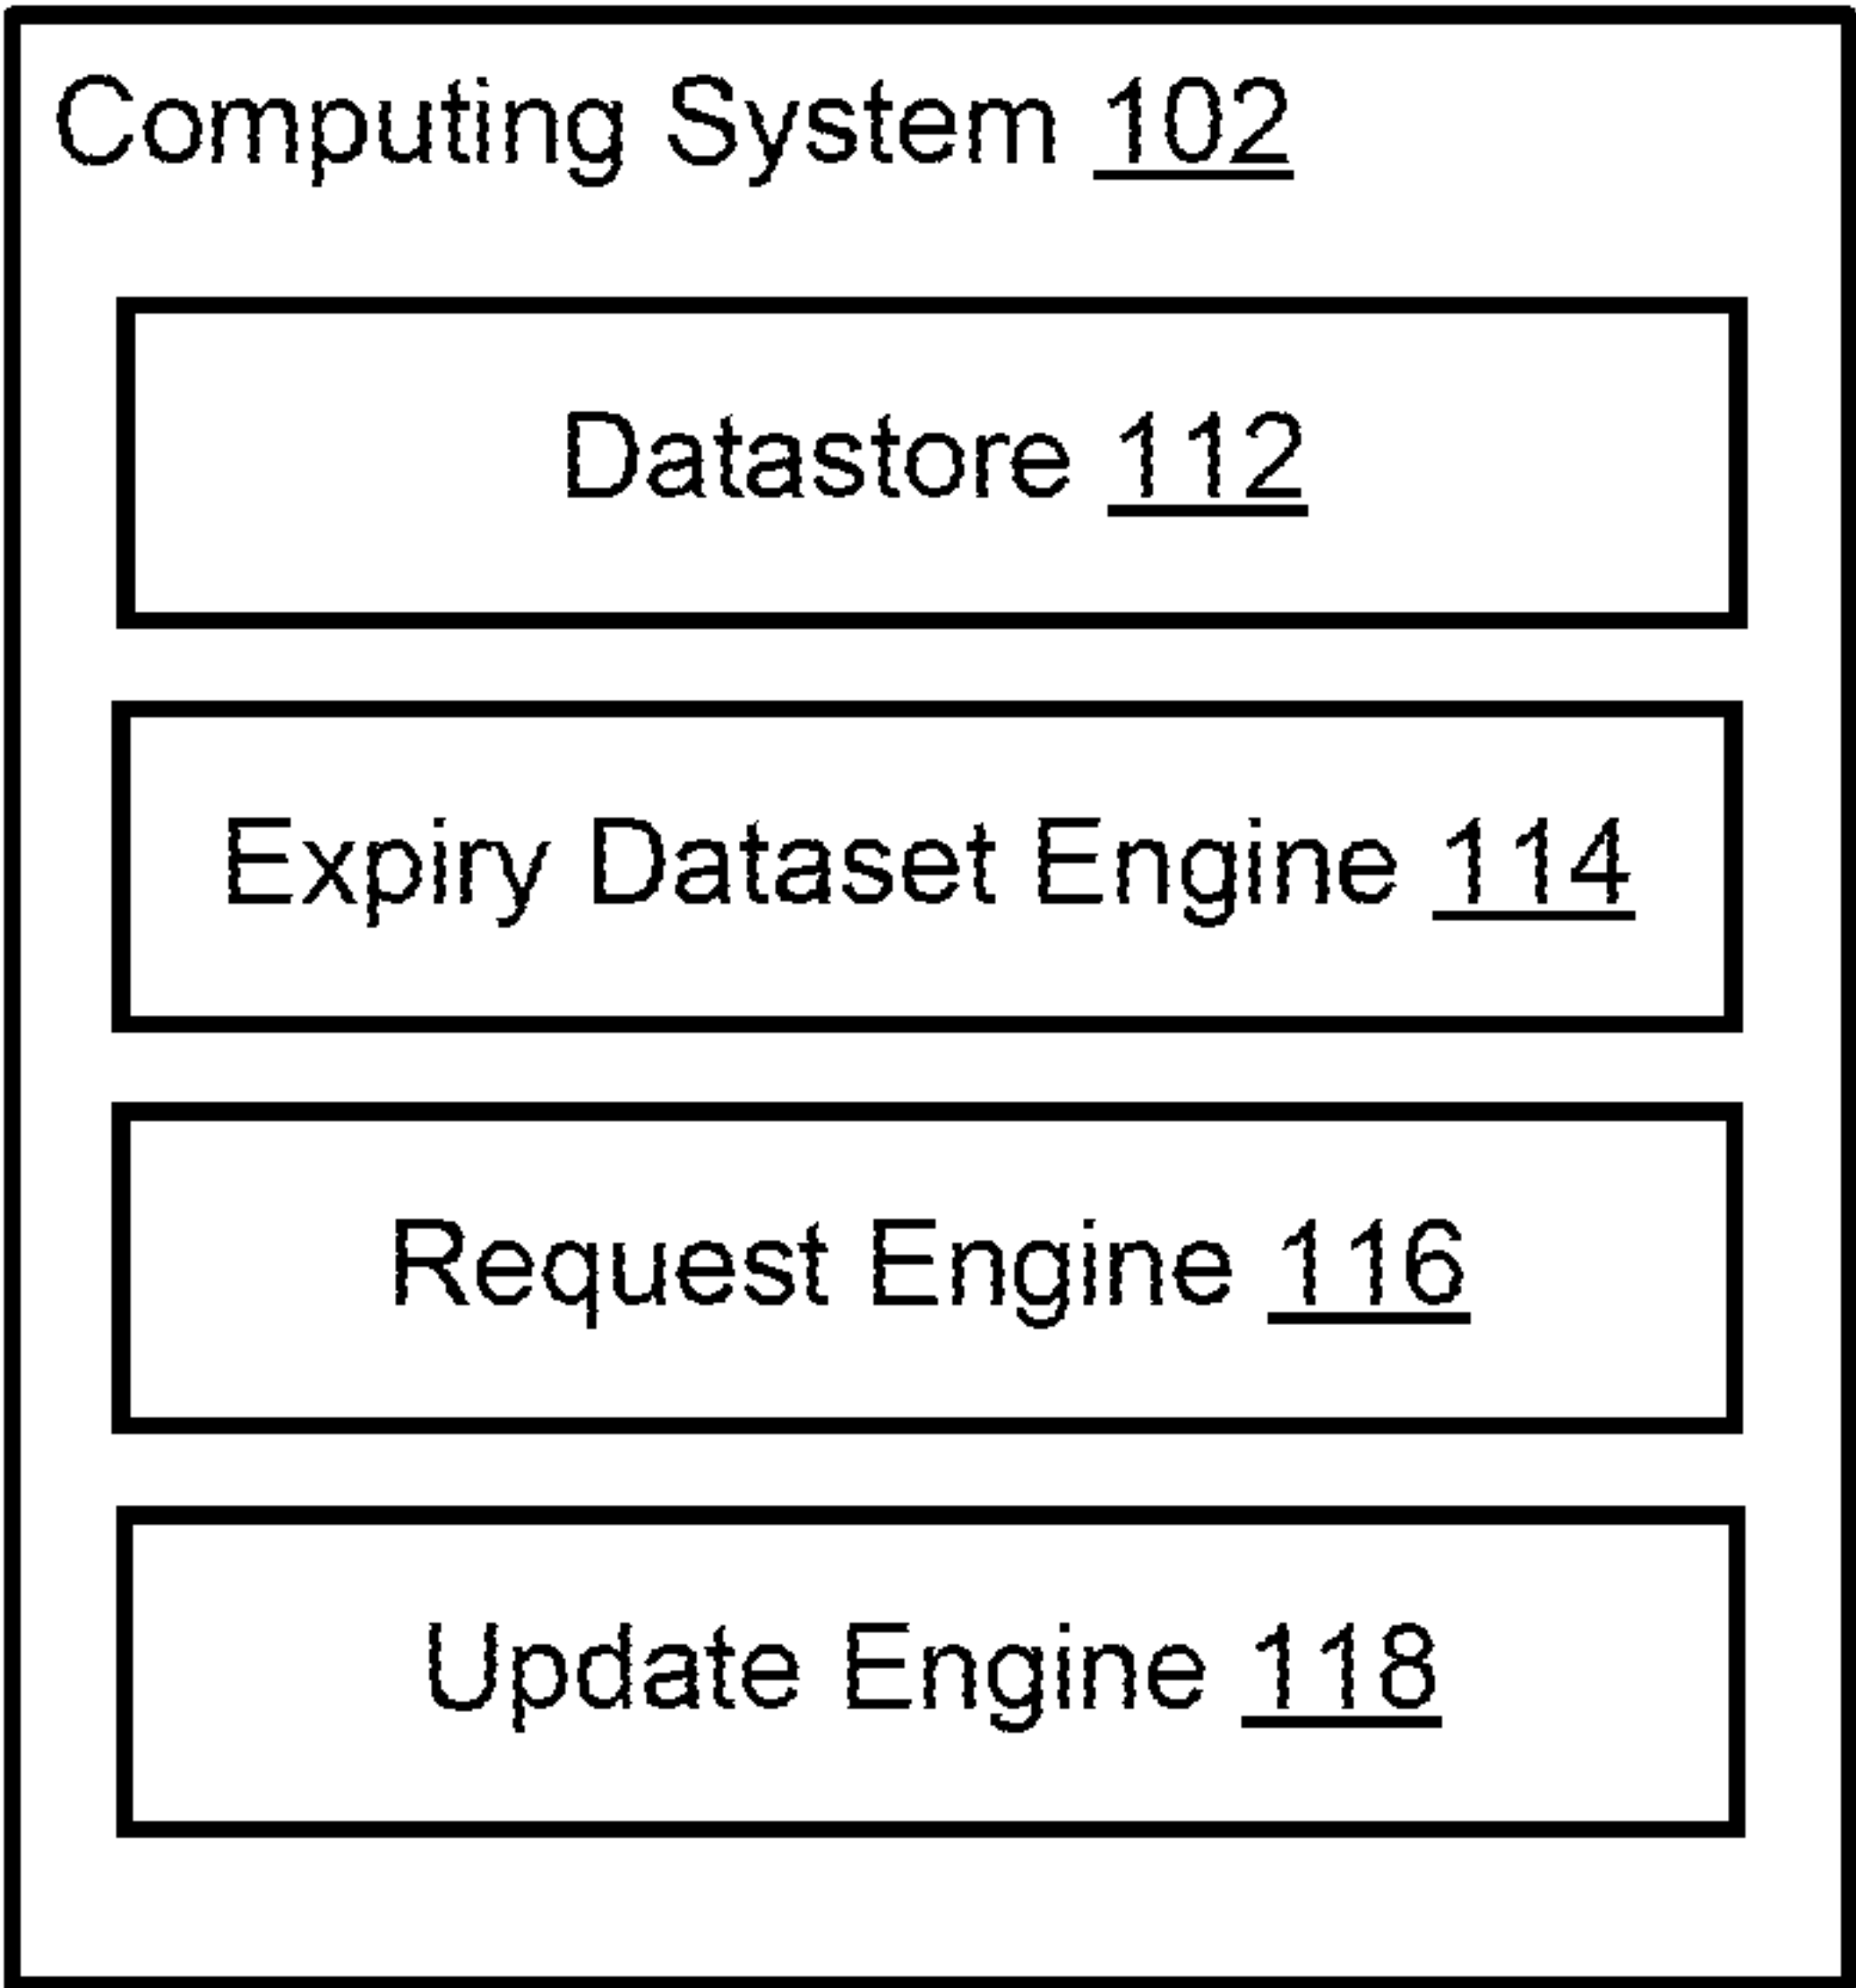 Computing System 102
Datastore 112
Expiry Dataset Engine 114
Request Engine 116
Update Engine 118